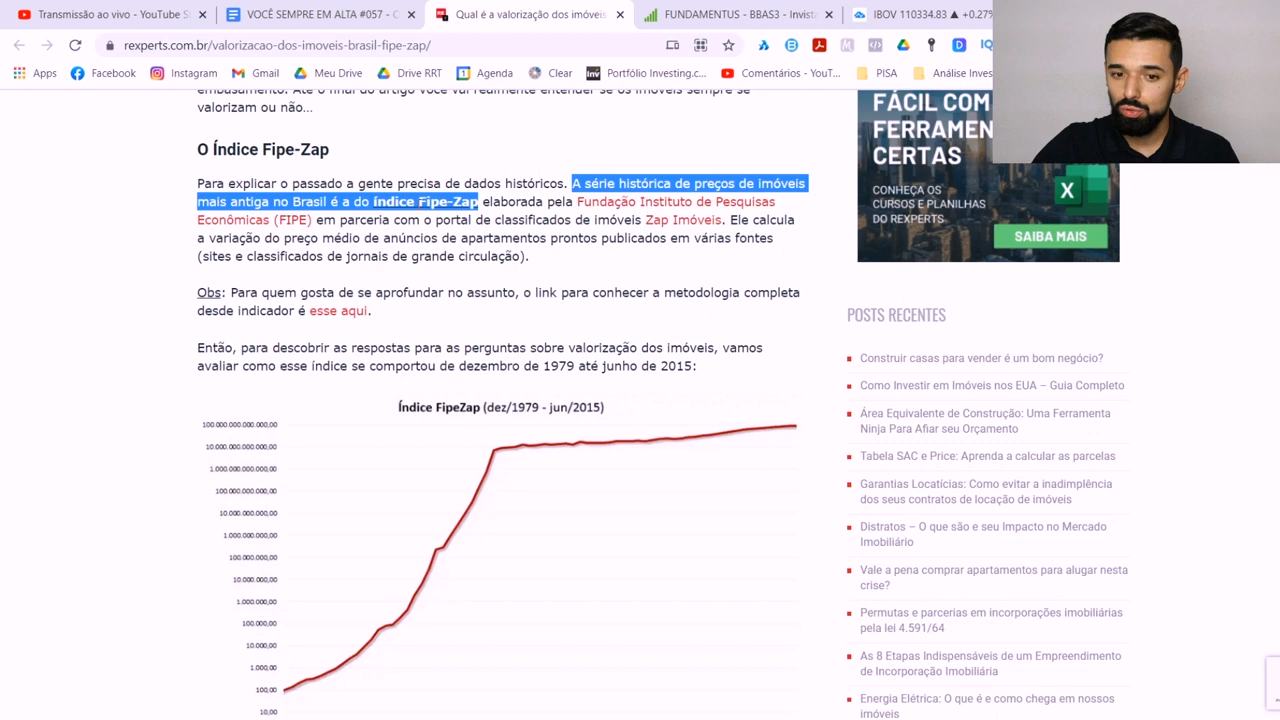 Transmissão ao vivo - YouTube S
VOCÊ SEMPRE EM ALTA #057 - C
Qual é a valorização dos imóveis
FUNDAMENTUS - BBAS3 - Invist
IBOV 110334.83 ▲ +0.27%
rexperts.com.br/valorizacao-dos-imoveis-brasil-fipe-zap/
Apps
Facebook
Instagram
Gmail
Meu Drive
Drive RRT
Agenda
Clear
Portfólio Investing.c...
Comentários - YouT...
PISA
Análise Inves
embasamento. Até o final do artigo você vai realmente entender se os imóveis sempre se
valorizam ou não...
O Índice Fipe-Zap
Para explicar o passado a gente precisa de dados históricos. A série histórica de preços de imóveis
mais antiga no Brasil é a do índice Fipe-Zap elaborada pela Fundação Instituto de Pesquisas
Econômicas (FIPE) em parceria com o portal de classificados de imóveis Zap Imóveis. Ele calcula
a variação do preço médio de anúncios de apartamentos prontos publicados em várias fontes
(sites e classificados de jornais de grande circulação).
Obs: Para quem gosta de se aprofundar no assunto, o link para conhecer a metodologia completa
desde indicador é esse aqui.
Então, para descobrir as respostas para as perguntas sobre valorização dos imóveis, vamos
avaliar como esse índice se comportou de dezembro de 1979 até junho de 2015:
Índice FipeZap (dez/1979 - jun/2015)
100.000.000.000.000,00
10.000.000.000.000,00
1.000.000.000.000,00
100.000.000.000,00
10.000.000.000,00
1.000.000.000,00
100.000.000,00
10.000.000,00
1.000.000,00
100.000,00
10.000,00
1.000,00
100,00
10,00
FÁCIL COM
FERRAMEN
CERTAS
CONHEÇA OS
CURSOS E PLANILHAS
DO REXPERTS
X
SAIBA MAIS
POSTS RECENTES
Construir casas para vender é um bom negócio?
Como Investir em Imóveis nos EUA – Guia Completo
Área Equivalente de Construção: Uma Ferramenta
Ninja Para Afiar seu Orçamento
Tabela SAC e Price: Aprenda a calcular as parcelas
Garantias Locatícias: Como evitar a inadimplência
dos seus contratos de locação de imóveis
Distratos – O que são e seu Impacto no Mercado
Imobiliário
Vale a pena comprar apartamentos para alugar nesta
crise?
Permutas e parcerias em incorporações imobiliárias
pela lei 4.591/64
As 8 Etapas Indispensáveis de um Empreendimento
de Incorporação Imobiliária
Energia Elétrica: O que é e como chega em nossos
imóveis